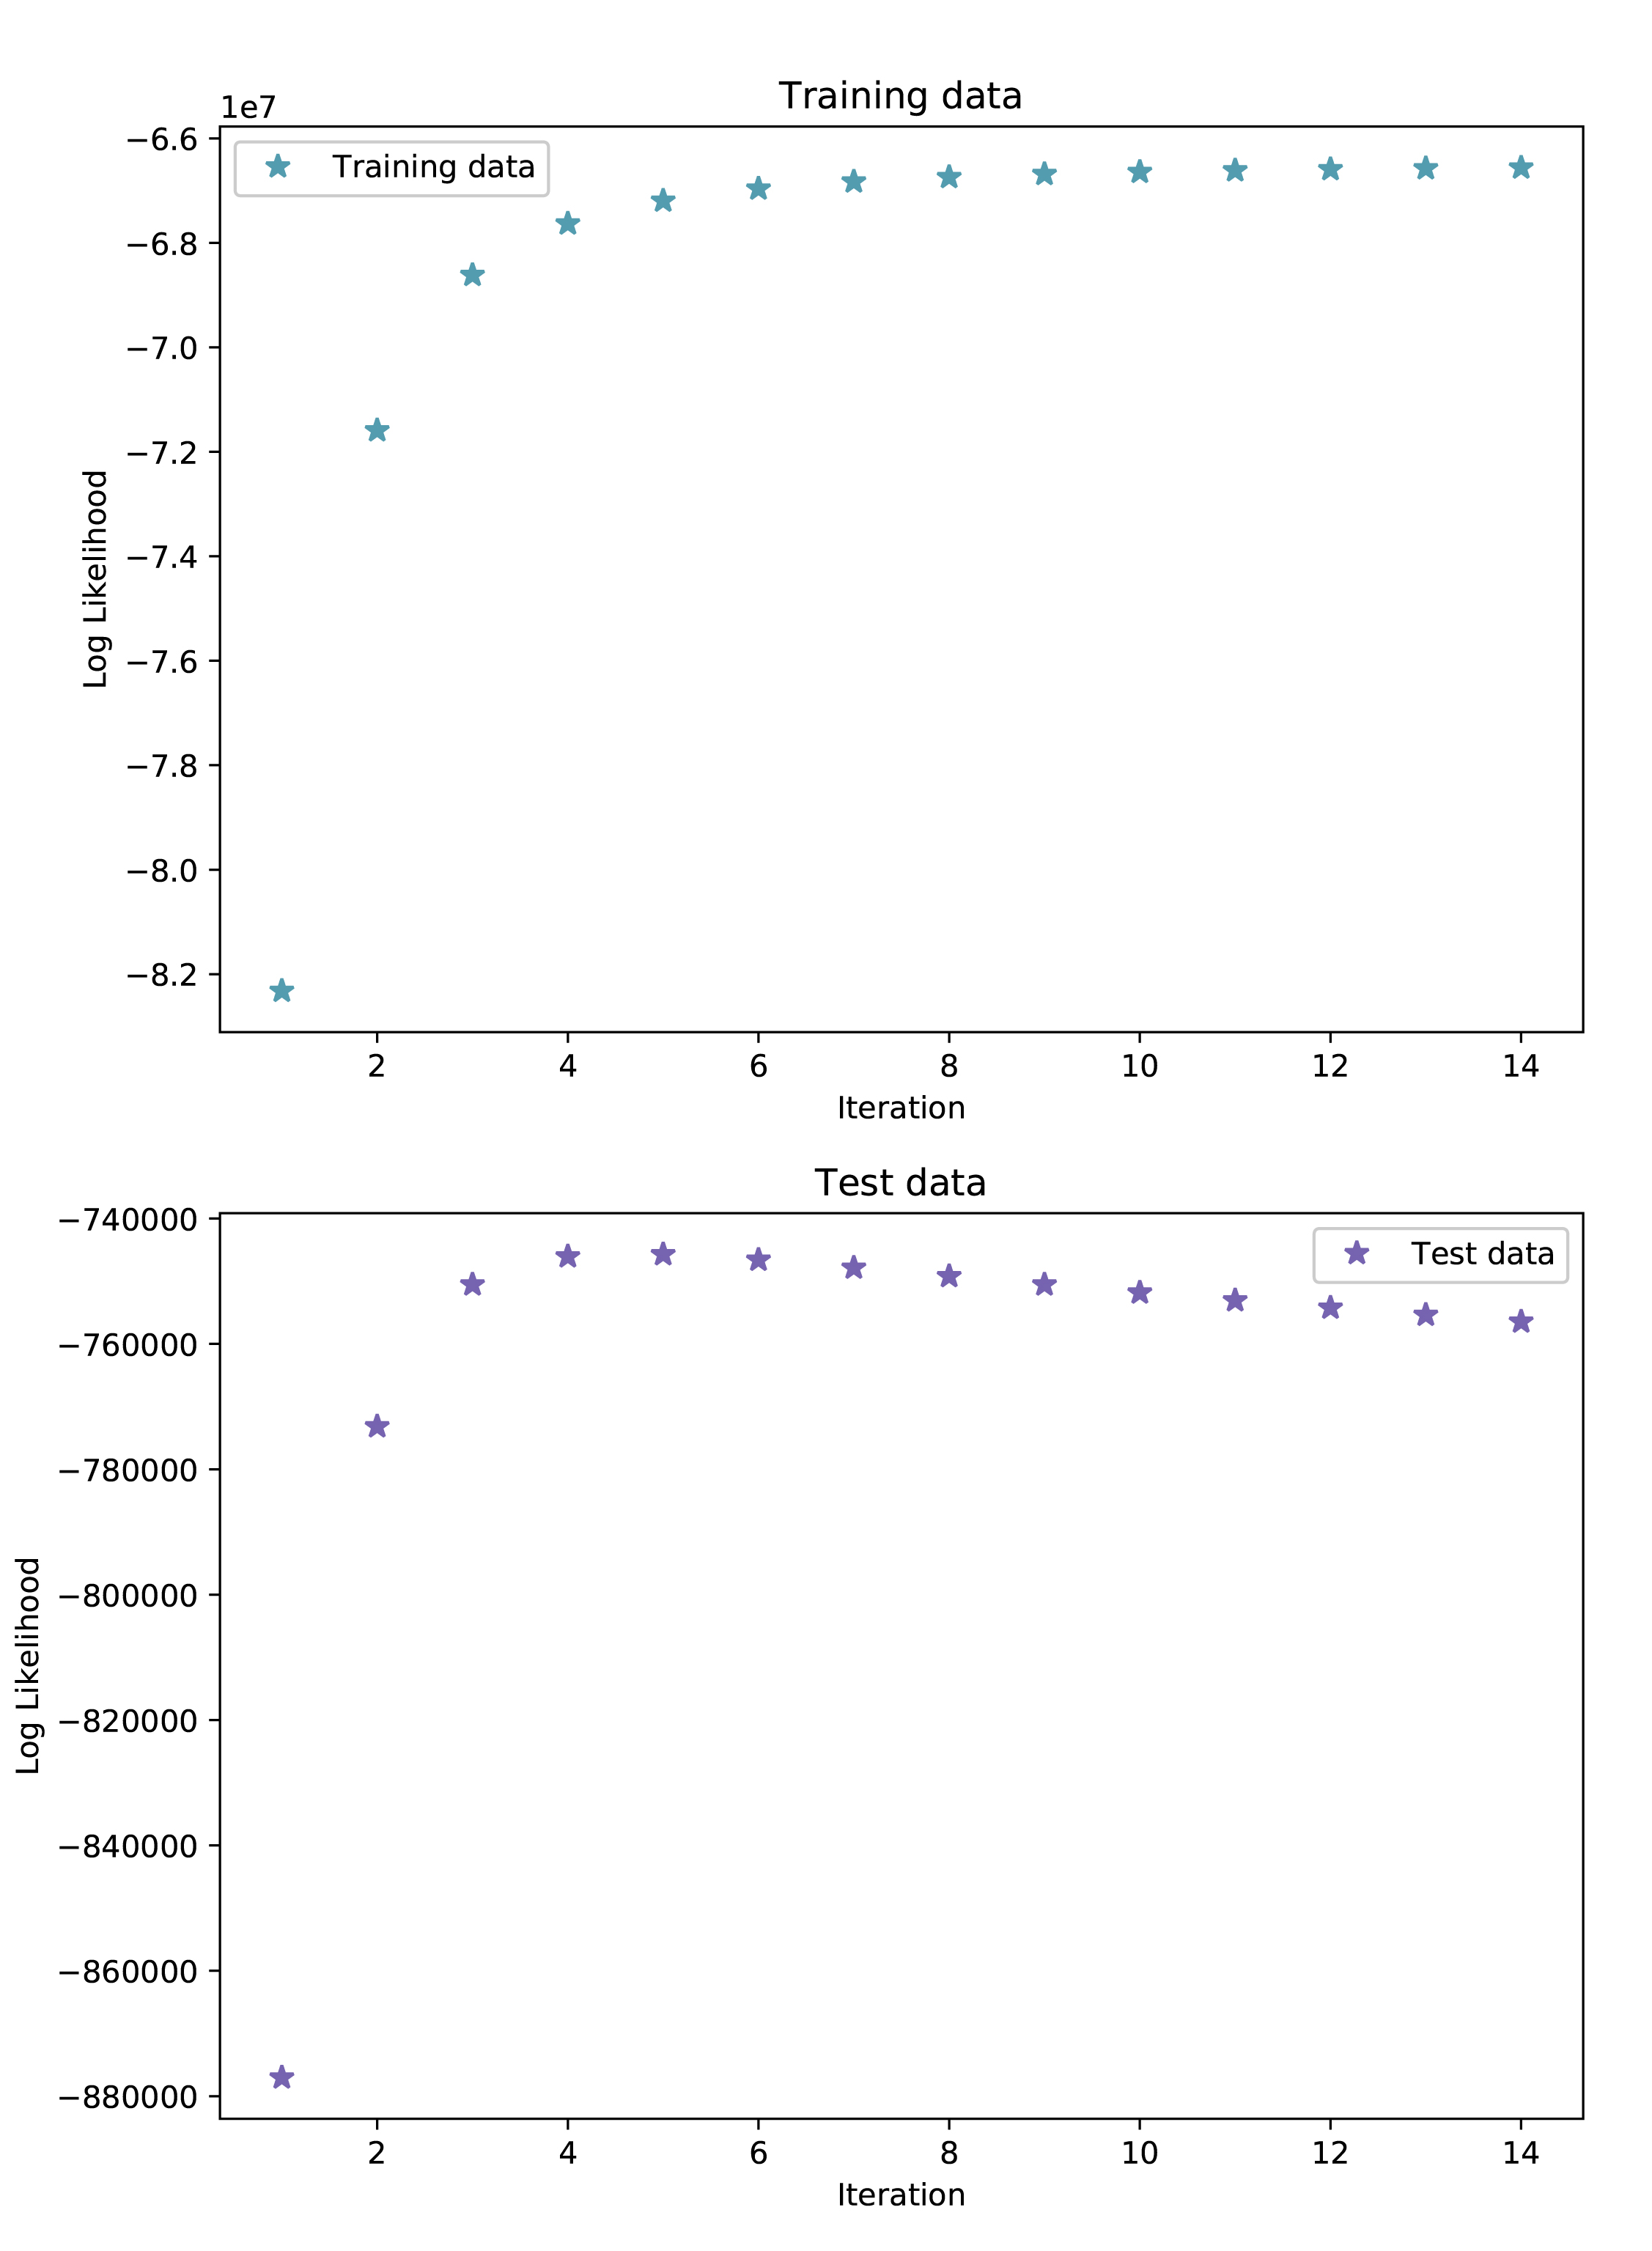 Training data
1e7
−6.6
−6.8
−7.0
−7.2
−7.4
−7.6
−7.8
−8.0
−8.2
Log Likelihood
Training data
2 4 6 8 10 12 14
Iteration
Test data
−740000
−760000
−780000
−800000
−820000
−840000
−860000
−880000
Log Likelihood
Test data
2 4 6 8 10 12 14
Iteration